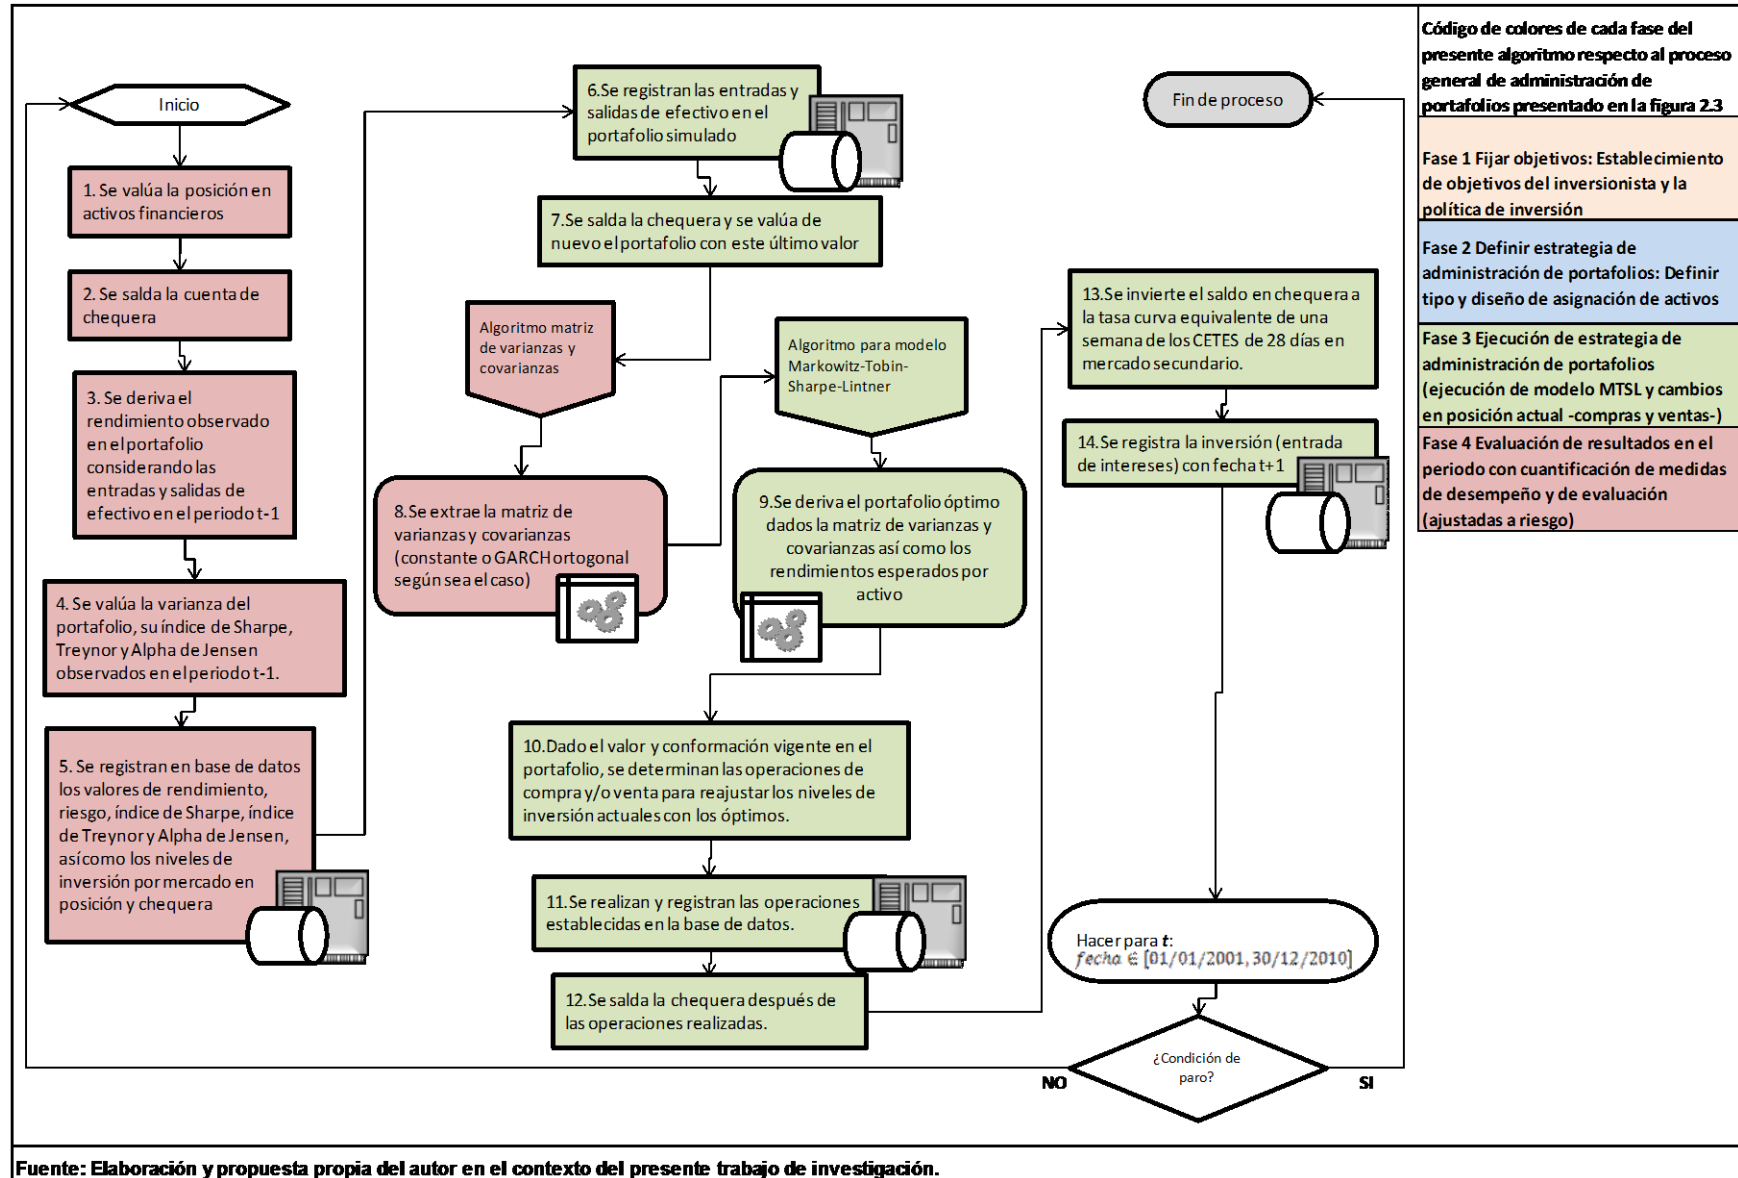 Inicio
1. Se valúa la posición en
activos financieros
2. Se salda la cuenta de
chequera
3. Se deriva el
rendimiento observado
en el portafolio
considerando las
entradas y salidas de
efectivo en el periodo t-1
4. Se valúa la varianza del
portafolio, su índice de Sharpe,
Treynor y Alpha de Jensen
observados en el periodo t-1.
5. Se registran en base de datos
los valores de rendimiento,
riesgo, índice de Sharpe, índice
de Treynor y Alpha de Jensen,
asícomo los niveles de
inversión por mercado en
posición y chequera
6.Se registran las entradas y
salidas de efectivo en el
portafolio simulado
7.Se salda la chequera y se valúa de
nuevo el portafolio con este último valor
Algoritmo matriz
de varianzas y
covarianzas
Algoritmo para modelo
Markowitz-Tobin-
Sharpe-Lintner
8.Se extrae la matriz de
varianzas y covarianzas
(constante o GARCH ortogonal
según sea el caso)
9.Se deriva el portafolio óptimo
dados la matriz de varianzas y
covarianzas así como los
rendimientos esperados por
activo
10.Dado el valor y conformación vigente en el
portafolio, se determinan las operaciones de
compra y/o venta para reajustar los niveles de
inversión actuales con los óptimos.
11.Se realizan y registran las operaciones
establecidas en la base de datos.
12.Se salda la chequera después de
las operaciones realizadas.
13.Se invierte el saldo en chequera a
la tasa curva equivalente de una
semana de los CETES de 28 días en
mercado secundario.
14.Se registra la inversión (entrada
de intereses) con fecha t+1
Hacer para t:
fecha ∈ [01/01/2001, 30/12/2010]
¿Condición de
paro?
NO
SI
Fin de proceso
Código de colores de cada fase del
presente algoritmo respecto al proceso
general de administración de
portafolios presentado en la figura 2.3
Fase 1 Fijar objetivos: Establecimiento
de objetivos del inversionista y la
política de inversión
Fase 2 Definir estrategia de
administración de portafolios: Definir
tipo y diseño de asignación de activos
Fase 3 Ejecución de estrategia de
administración de portafolios
(ejecución de modelo MTSL y cambios
en posición actual -compras y ventas-)
Fase 4 Evaluación de resultados en el
periodo con cuantificación de medidas
de desempeño y de evaluación
(ajustadas a riesgo)
Fuente: Elaboración y propuesta propia del autor en el contexto del presente trabajo de investigación.